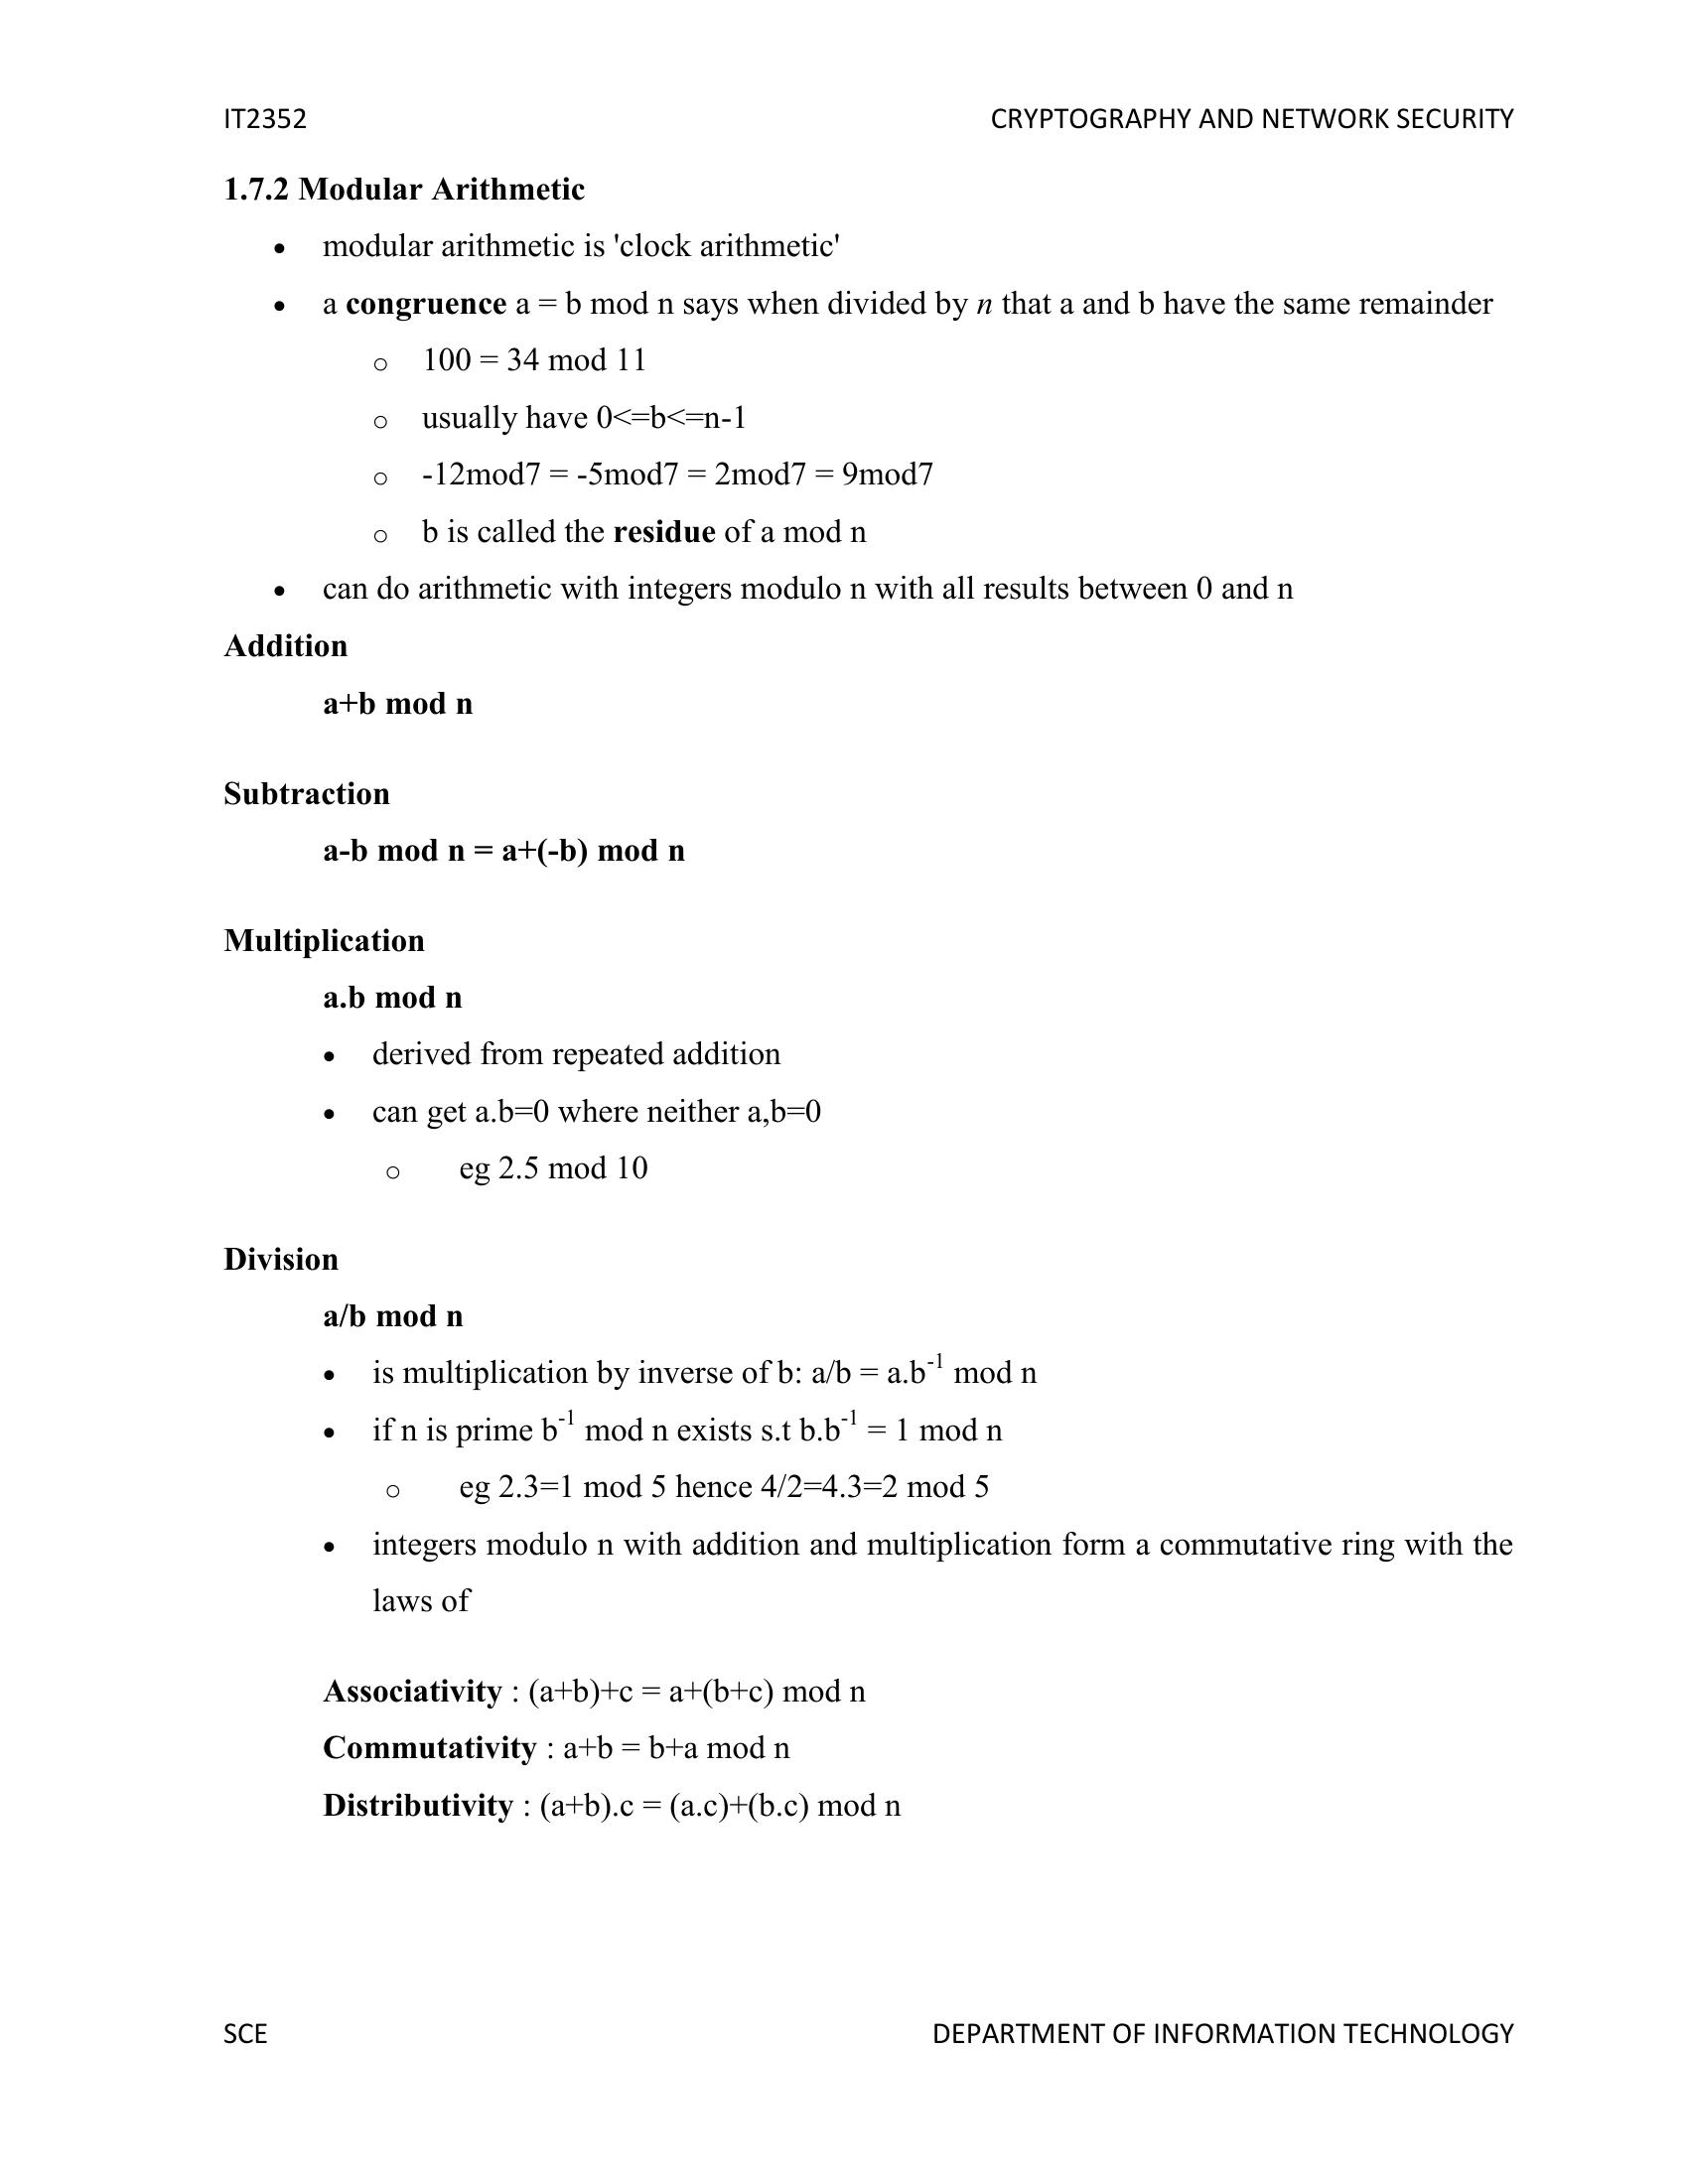 IT2352 CRYPTOGRAPHY AND NETWORK SECURITY
1.7.2 Modular Arithmetic
• modular arithmetic is 'clock arithmetic'
• a congruence a = b mod n says when divided by n that a and b have the same remainder
o 100 = 34 mod 11
o usually have 0<=b<=n-1
o -12mod7 = -5mod7 = 2mod7 = 9mod7
o b is called the residue of a mod n
• can do arithmetic with integers modulo n with all results between 0 and n
Addition
a+b mod n
Subtraction
a-b mod n = a+(-b) mod n
Multiplication
a.b mod n
• derived from repeated addition
• can get a.b=0 where neither a,b=0
o eg 2.5 mod 10
Division
a/b mod n
• is multiplication by inverse of b: a/b = a.b⁻¹ mod n
• if n is prime b⁻¹ mod n exists s.t b.b⁻¹ = 1 mod n
o eg 2.3=1 mod 5 hence 4/2=4.3=2 mod 5
• integers modulo n with addition and multiplication form a commutative ring with the
laws of
Associativity : (a+b)+c = a+(b+c) mod n
Commutativity : a+b = b+a mod n
Distributivity : (a+b).c = (a.c)+(b.c) mod n
SCE DEPARTMENT OF INFORMATION TECHNOLOGY